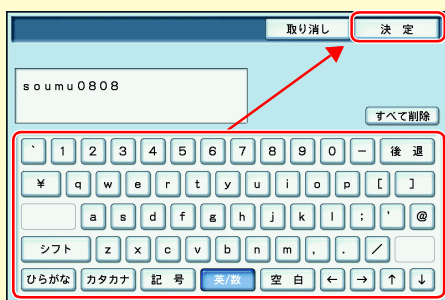 取り消し 決 定
soumu0808
すべて削除
` 1 2 3 4 5 6 7 8 9 0 − 後 退
¥ q w e r t y u i o p [ ]
a s d f g h j k l ; ' @
シフト z x c v b n m , . /
ひらがな カタカナ 記 号 英/数 空 白 ← → ↑ ↓